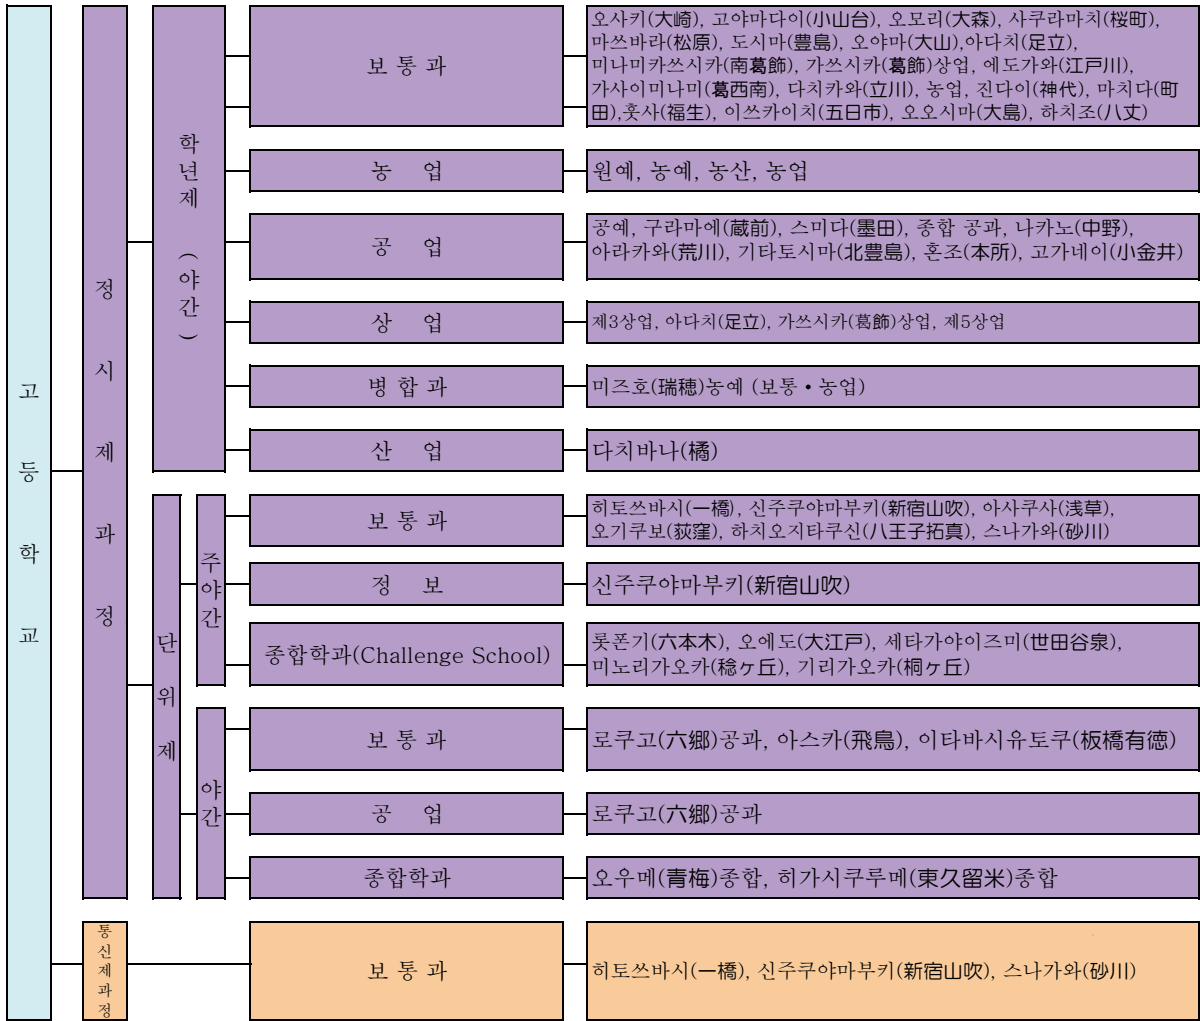 고등학교
정시제과정
학년제 (야간)
보통과
오사키(大崎), 고야마다이(小山台), 오모리(大森), 사쿠라마치(桜町),
마쓰바라(松原), 도시마(豊島), 오야마(大山),아다치(足立),
미나미카쓰시카(南葛飾), 가쓰시카(葛飾)상업, 에도가와(江戸川),
가사이미나미(葛西南), 다치카와(立川), 농업, 진다이(神代), 마치다(町
田),훗사(福生), 이쓰카이치(五日市), 오오시마(大島), 하치조(八丈)
농 업
원예, 농예, 농산, 농업
공 업
공예, 구라마에(蔵前), 스미다(墨田), 종합 공과, 나카노(中野),
아라카와(荒川), 기타토시마(北豊島), 혼조(本所), 고가네이(小金井)
상 업
제3상업, 아다치(足立), 가쓰시카(葛飾)상업, 제5상업
병합과
미즈호(瑞穂)농예 (보통・농업)
산 업
다치바나(橘)
단위제
주야간
보통과
히토쓰바시(一橋), 신주쿠야마부키(新宿山吹), 아사쿠사(浅草),
오기쿠보(荻窪), 하치오지타쿠신(八王子拓真), 스나가와(砂川)
정 보
신주쿠야마부키(新宿山吹)
종합학과(Challenge School)
롯폰기(六本木), 오에도(大江戸), 세타가야이즈미(世田谷泉),
미노리가오카(稔ヶ丘), 기리가오카(桐ヶ丘)
야간
보통과
로쿠고(六郷)공과, 아스카(飛鳥), 이타바시유토쿠(板橋有徳)
공 업
로쿠고(六郷)공과
종합학과
오우메(青梅)종합, 히가시쿠루메(東久留米)종합
통신제과정
보통과
히토쓰바시(一橋), 신주쿠야마부키(新宿山吹), 스나가와(砂川)